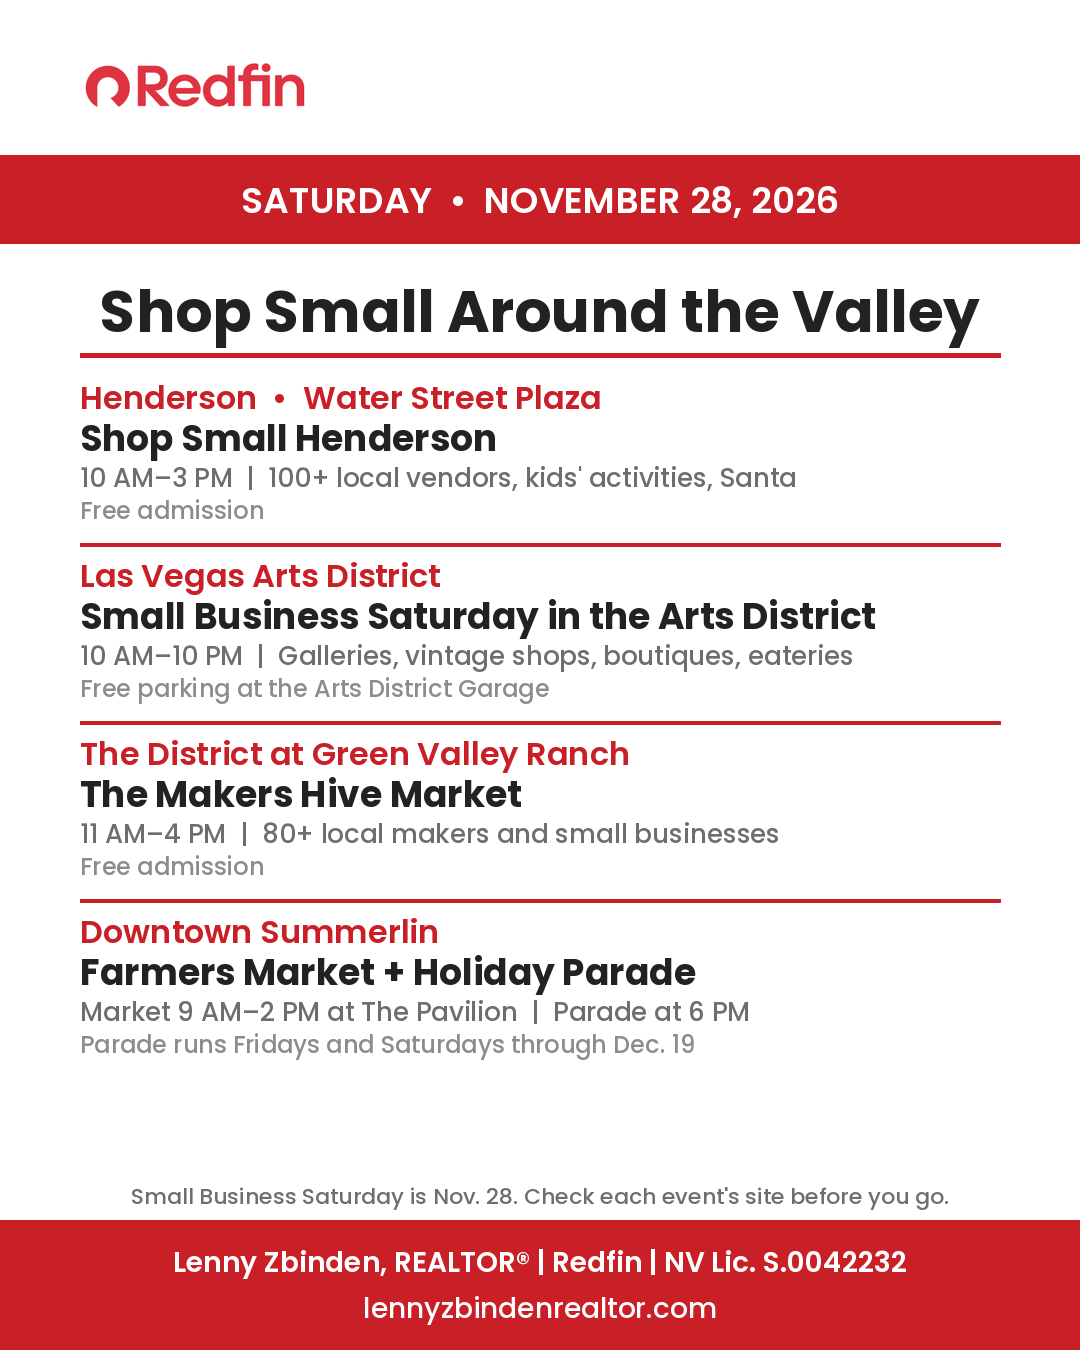 Redfin
SATURDAY • NOVEMBER 28, 2026
Shop Small Around the Valley
Henderson • Water Street Plaza
Shop Small Henderson
10 AM–3 PM | 100+ local vendors, kids' activities, Santa
Free admission
Las Vegas Arts District
Small Business Saturday in the Arts District
10 AM–10 PM | Galleries, vintage shops, boutiques, eateries
Free parking at the Arts District Garage
The District at Green Valley Ranch
The Makers Hive Market
11 AM–4 PM | 80+ local makers and small businesses
Free admission
Downtown Summerlin
Farmers Market + Holiday Parade
Market 9 AM–2 PM at The Pavilion | Parade at 6 PM
Parade runs Fridays and Saturdays through Dec. 19
Small Business Saturday is Nov. 28. Check each event's site before you go.
Lenny Zbinden, REALTOR® | Redfin | NV Lic. S.0042232
lennyzbindenrealtor.com